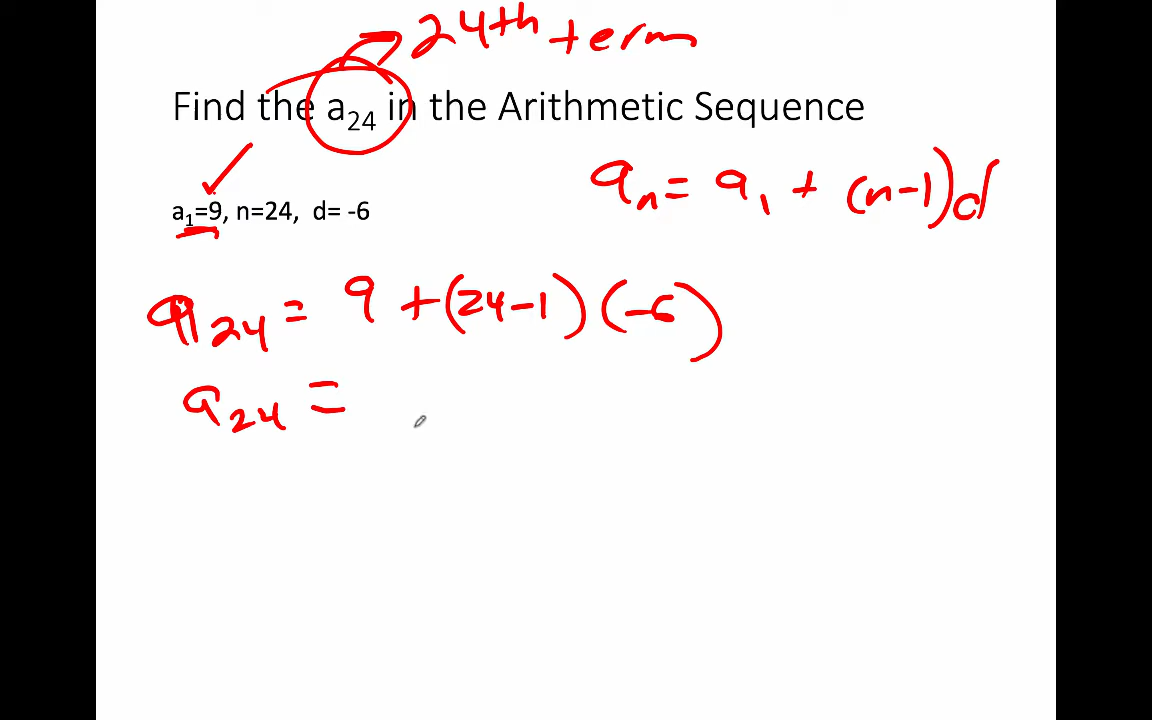 24th term
Find the a₂₄ in the Arithmetic Sequence
aₙ = a₁ + (n-1)d
a₁=9, n=24, d= -6
a₂₄ = 9 + (24-1)(-6)
a₂₄ =